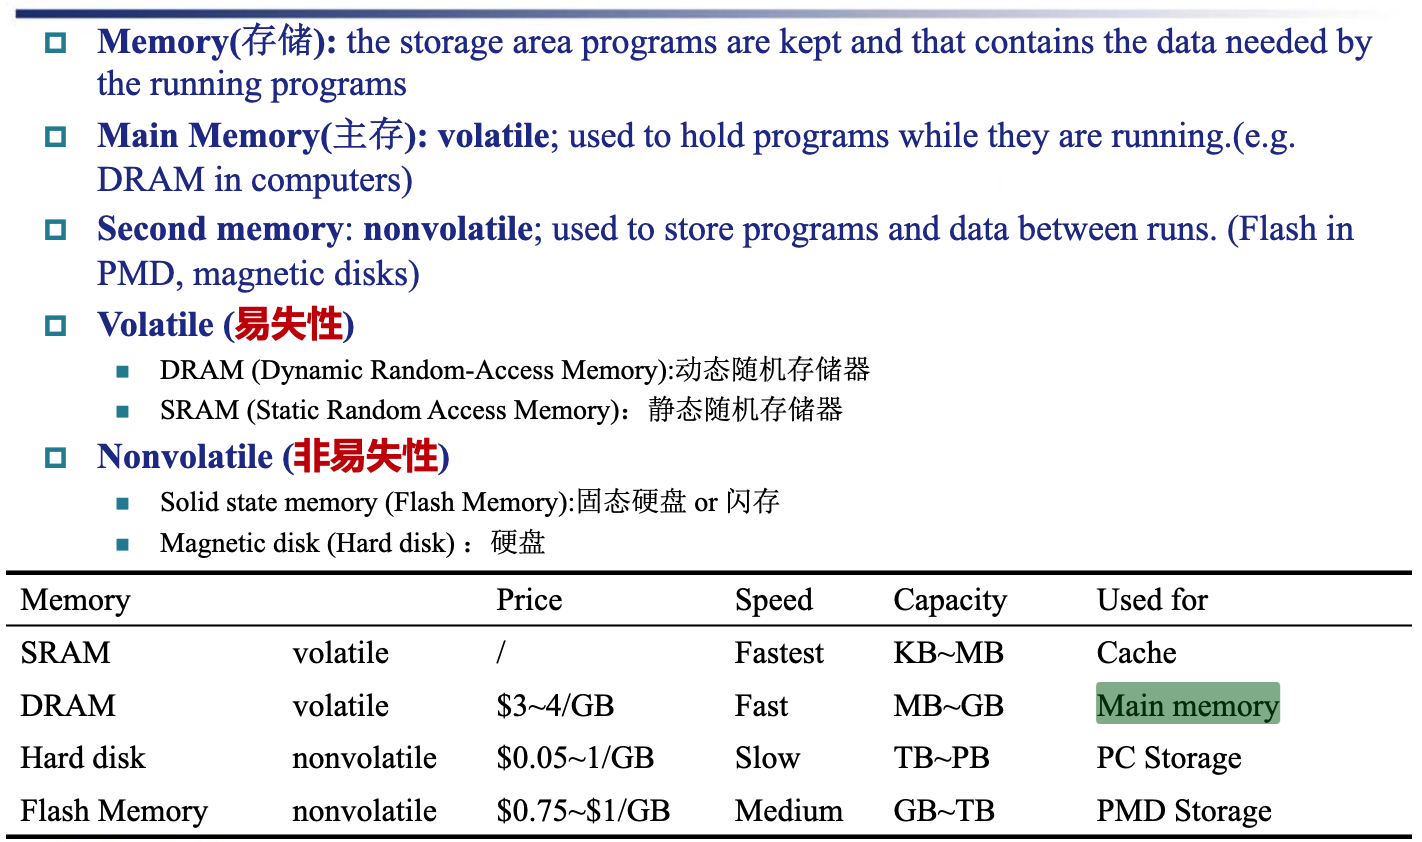 Memory(存储): the storage area programs are kept and that contains the data needed by
the running programs
Main Memory(主存): volatile; used to hold programs while they are running.(e.g.
DRAM in computers)
Second memory: nonvolatile; used to store programs and data between runs. (Flash in
PMD, magnetic disks)
Volatile (易失性)
DRAM (Dynamic Random-Access Memory):动态随机存储器
SRAM (Static Random Access Memory)：静态随机存储器
Nonvolatile (非易失性)
Solid state memory (Flash Memory):固态硬盘 or 闪存
Magnetic disk (Hard disk)：硬盘
Memory Price Speed Capacity Used for
SRAM volatile / Fastest KB~MB Cache
DRAM volatile $3~4/GB Fast MB~GB Main memory
Hard disk nonvolatile $0.05~1/GB Slow TB~PB PC Storage
Flash Memory nonvolatile $0.75~$1/GB Medium GB~TB PMD Storage